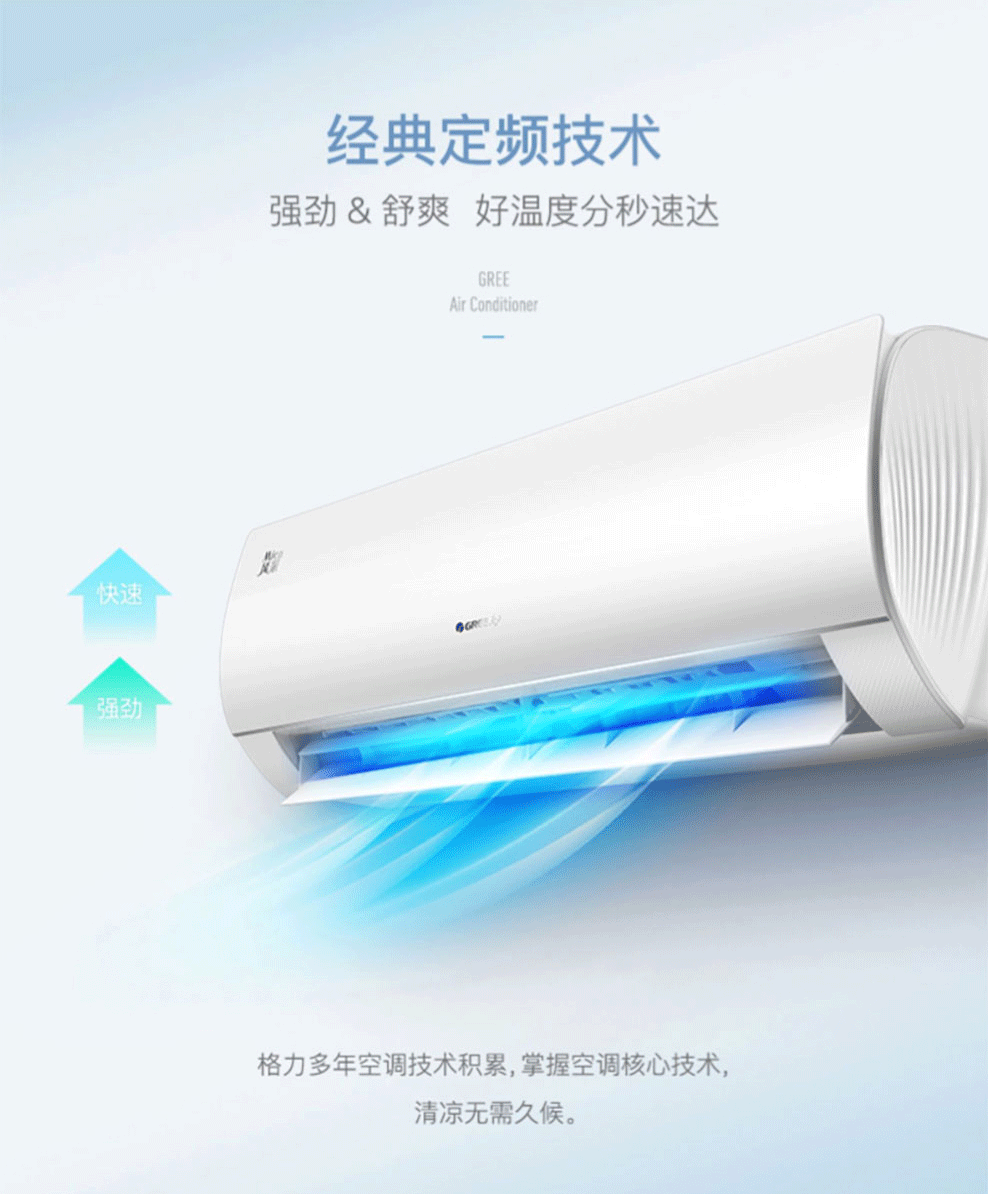 经典定频技术
强劲 & 舒爽 好温度分秒速达
GREE
Air Conditioner
快速
强劲
格力多年空调技术积累,掌握空调核心技术,
清凉无需久候。